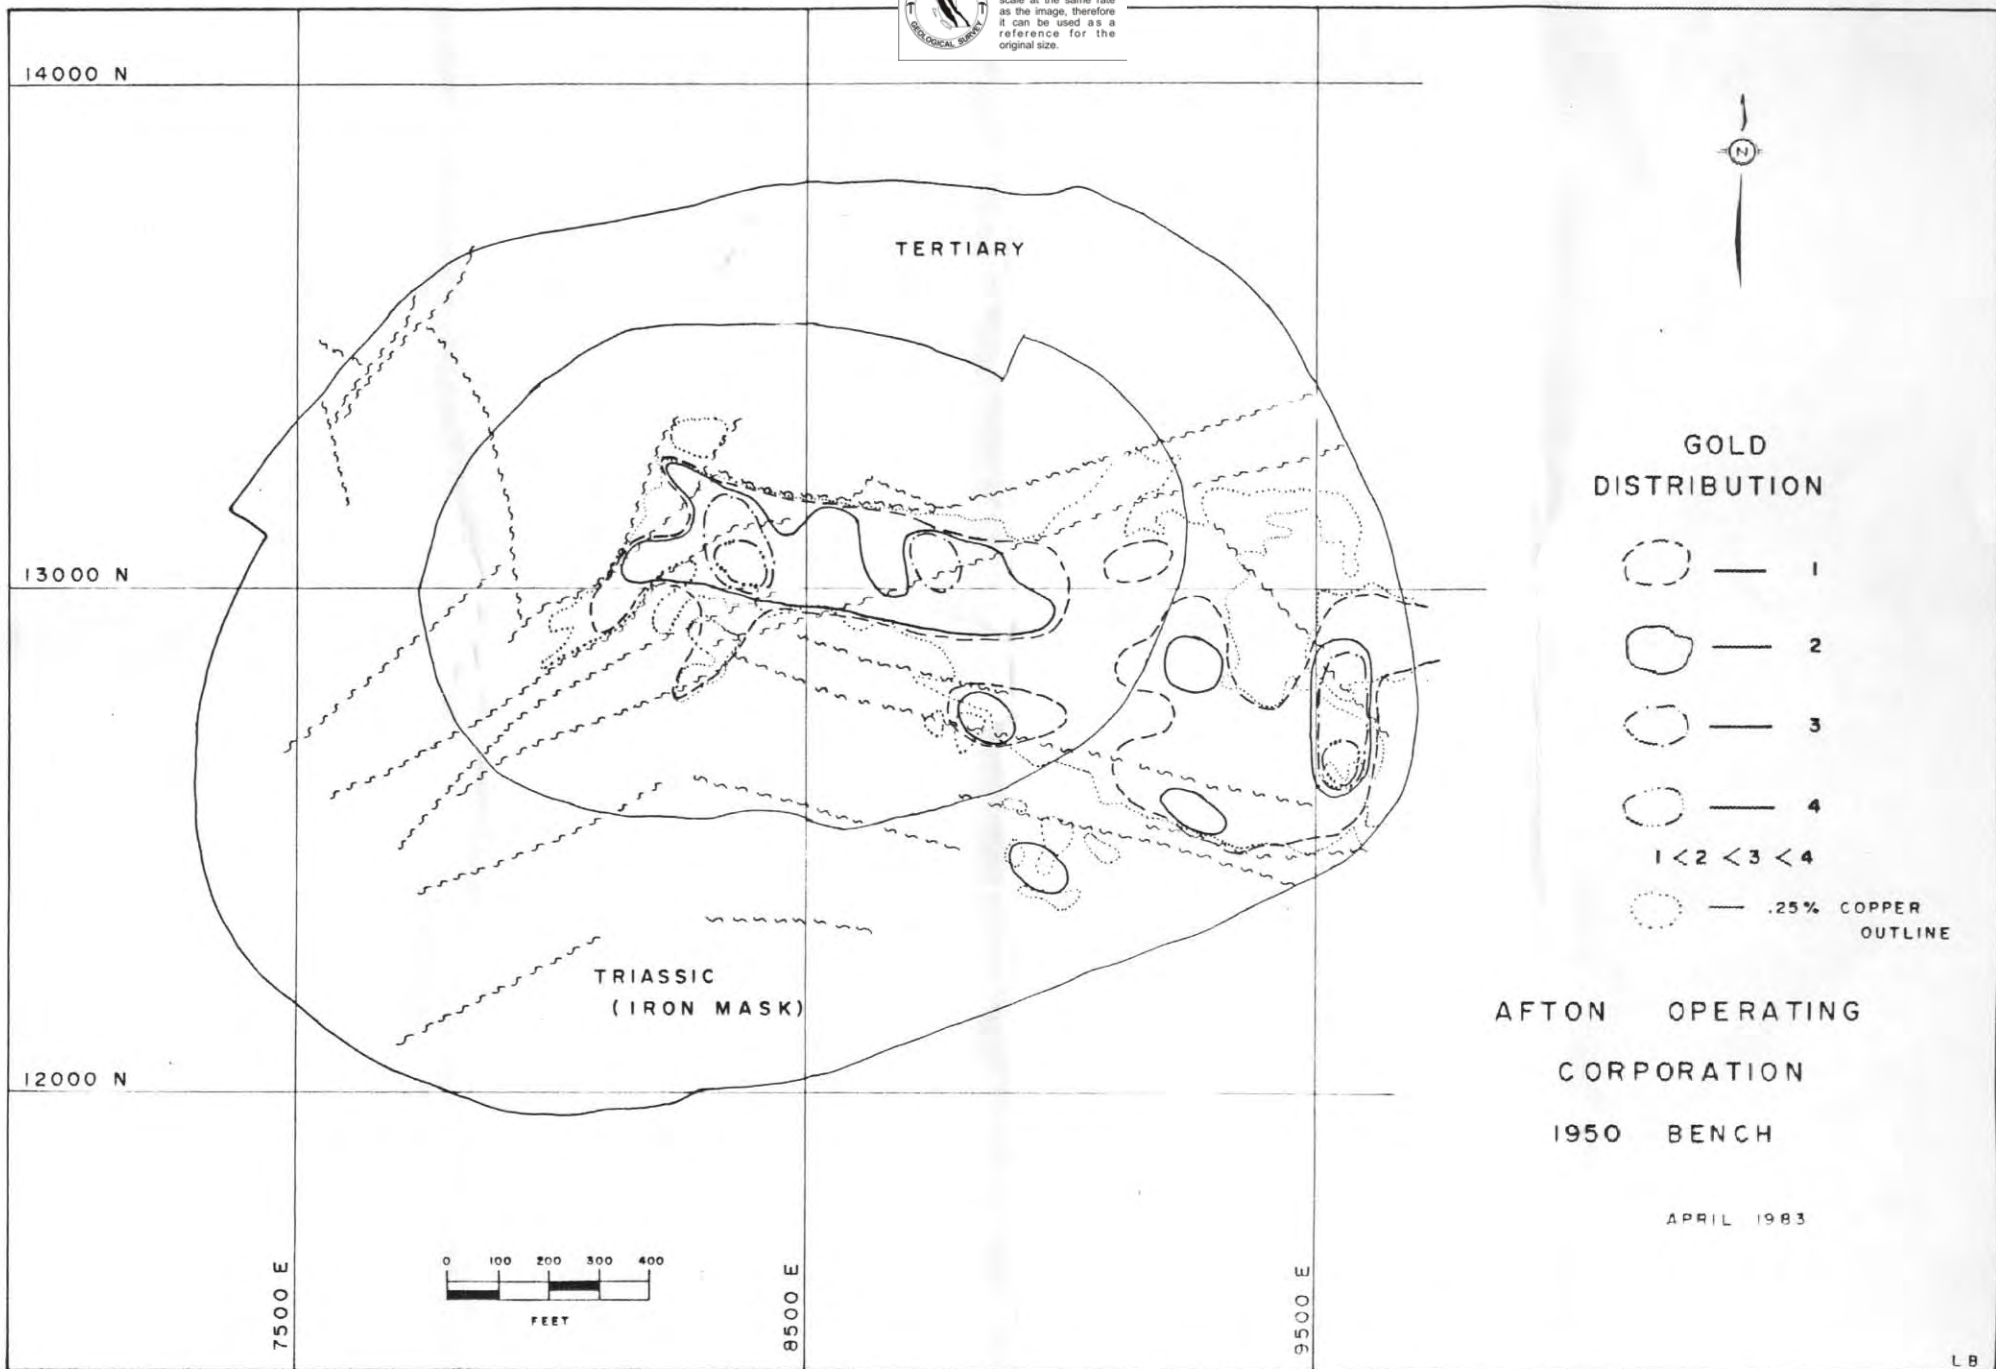 scale at the same rate
as the image, therefore
it can be used as a
reference for the
original size.
GEOLOGICAL SURVEY
14000 N
N
TERTIARY
GOLD
DISTRIBUTION
13000 N
1
2
3
4
1 < 2 < 3 < 4
.25% COPPER
OUTLINE
TRIASSIC
(IRON MASK)
AFTON OPERATING
CORPORATION
12000 N
1950 BENCH
APRIL 1983
0 100 200 300 400
FEET
7500 E
8500 E
9500 E
LB